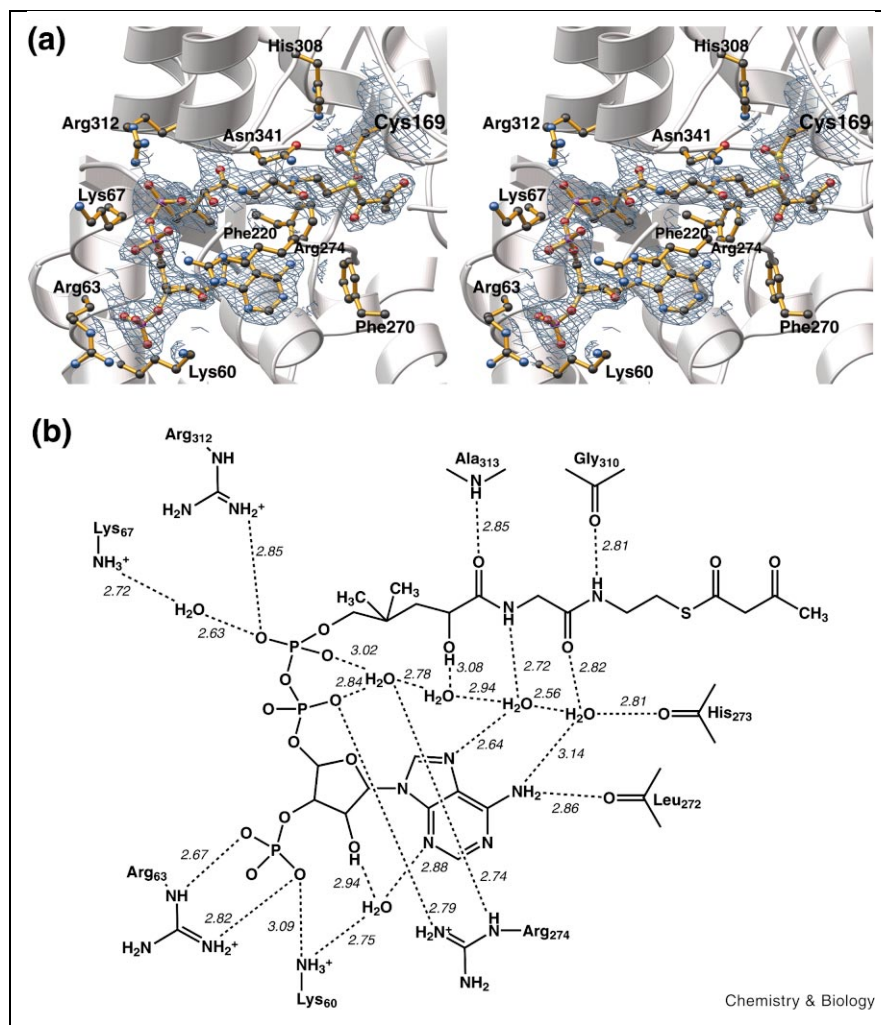 (a)
His308 His308
Arg312 Asn341 Cys169 Arg312 Asn341 Cys169
Lys67 Lys67
Phe220 Phe220
Arg274 Arg274
Arg63 Arg63
Phe270 Phe270
Lys60 Lys60
(b)
Arg312
NH
H2N NH2+
Ala313
N
H
Gly310
O
Lys67
NH3+
2.85
2.85
2.81
2.72
H2O
2.63
H3C CH3
O
O
H
N
O
O
N
H
O
S
O
CH3
O P O
3.02
O
H
O
2.84
H2O
2.78
H2O
3.08
2.94
2.72
H2O
2.56
2.82
H2O
2.81
O
His273
O P O
O
O
2.64
3.14
N
N
NH2
2.86
O
Leu272
O
O
P
O
O
O
H
N
N
2.88
2.74
Arg63
NH
2.67
2.82
3.09
2.94
H2O
2.75
2.79
H2N NH2+
NH3+
Lys60
H2N+
H
N
Arg274
NH2
Chemistry & Biology